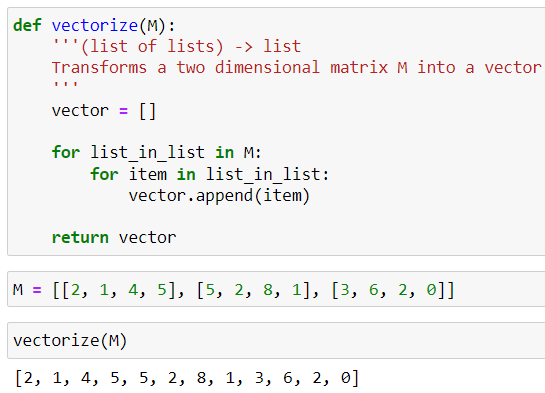 def vectorize(M):
    '''(list of lists) -> list
    Transforms a two dimensional matrix M into a vector
    '''
    vector = []

    for list_in_list in M:
        for item in list_in_list:
            vector.append(item)

    return vector
M = [[2, 1, 4, 5], [5, 2, 8, 1], [3, 6, 2, 0]]
vectorize(M)
[2, 1, 4, 5, 5, 2, 8, 1, 3, 6, 2, 0]